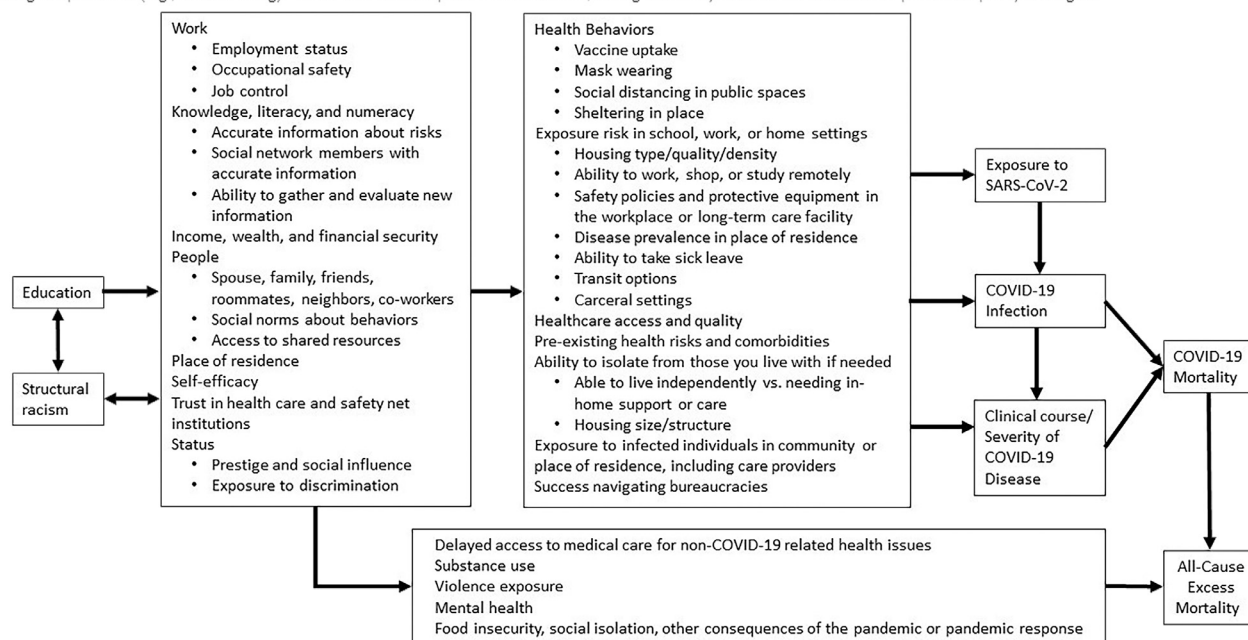 Work
• Employment status
• Occupational safety
• Job control
Knowledge, literacy, and numeracy
• Accurate information about risks
• Social network members with
accurate information
• Ability to gather and evaluate new
information
Income, wealth, and financial security
People
• Spouse, family, friends,
roommates, neighbors, co-workers
• Social norms about behaviors
• Access to shared resources
Place of residence
Self-efficacy
Trust in health care and safety net
institutions
Status
• Prestige and social influence
• Exposure to discrimination
Education
Structural
racism
Health Behaviors
• Vaccine uptake
• Mask wearing
• Social distancing in public spaces
• Sheltering in place
Exposure risk in school, work, or home settings
• Housing type/quality/density
• Ability to work, shop, or study remotely
• Safety policies and protective equipment in
the workplace or long-term care facility
• Disease prevalence in place of residence
• Ability to take sick leave
• Transit options
• Carceral settings
Healthcare access and quality
Pre-existing health risks and comorbidities
Ability to isolate from those you live with if needed
• Able to live independently vs. needing in-
home support or care
• Housing size/structure
Exposure to infected individuals in community or
place of residence, including care providers
Success navigating bureaucracies
Exposure to
SARS-CoV-2
COVID-19
Infection
Clinical course/
Severity of
COVID-19
Disease
COVID-19
Mortality
Delayed access to medical care for non-COVID-19 related health issues
Substance use
Violence exposure
Mental health
Food insecurity, social isolation, other consequences of the pandemic or pandemic response
All-Cause
Excess
Mortality